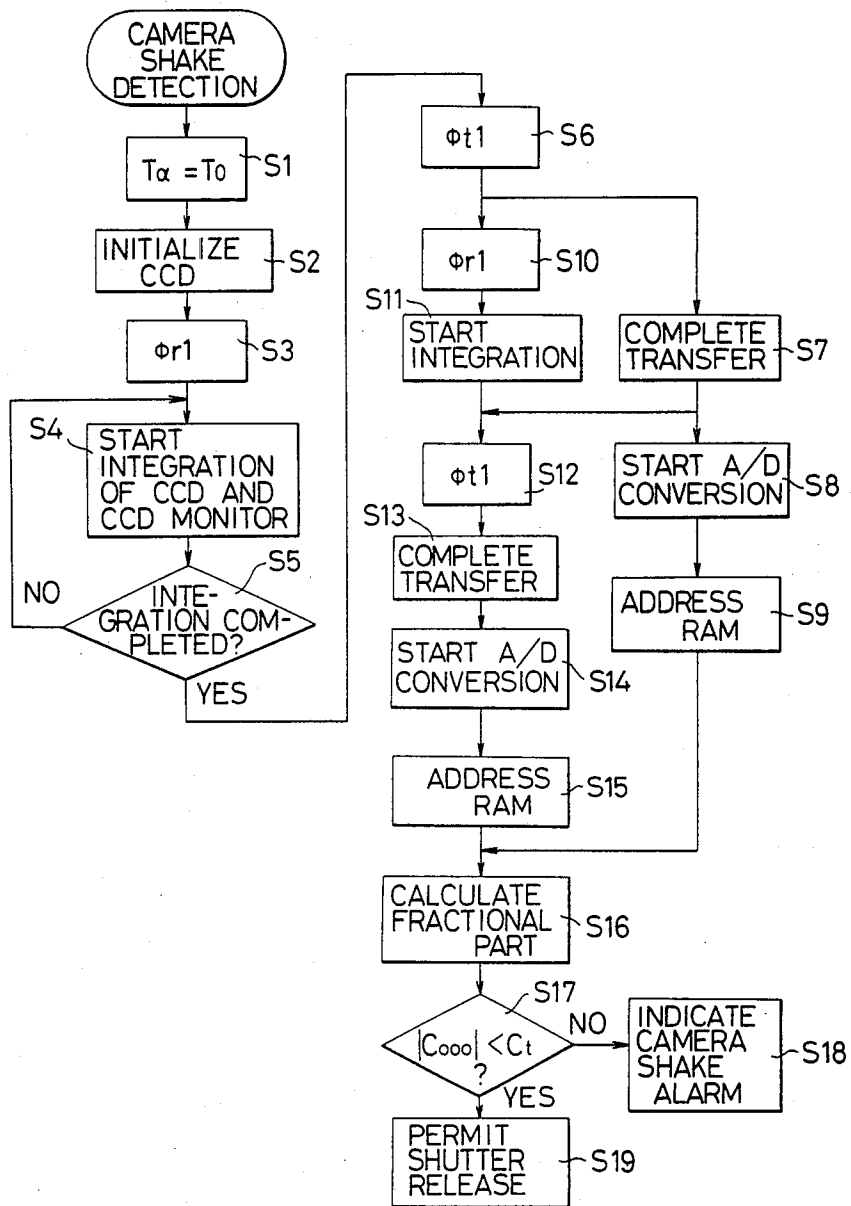 CAMERA
SHAKE
DETECTION
Tα = To
S1
INITIALIZE
CCD
S2
Φr1
S3
S4
START
INTEGRATION
OF CCD AND
CCD MONITOR
S5
INTE-
GRATION COM-
PLETED?
NO
YES
Φt1
S6
Φr1
S10
S11
START
INTEGRATION
COMPLETE
TRANSFER
S7
Φt1
S12
START A/D
CONVERSION
S8
S13
COMPLETE
TRANSFER
ADDRESS
RAM
S9
START A/D
CONVERSION
S14
ADDRESS
RAM
S15
CALCULATE
FRACTIONAL
PART
S16
S17
|Cooo| <Ct
?
NO
YES
INDICATE
CAMERA
SHAKE
ALARM
S18
PERMIT
SHUTTER
RELEASE
S19